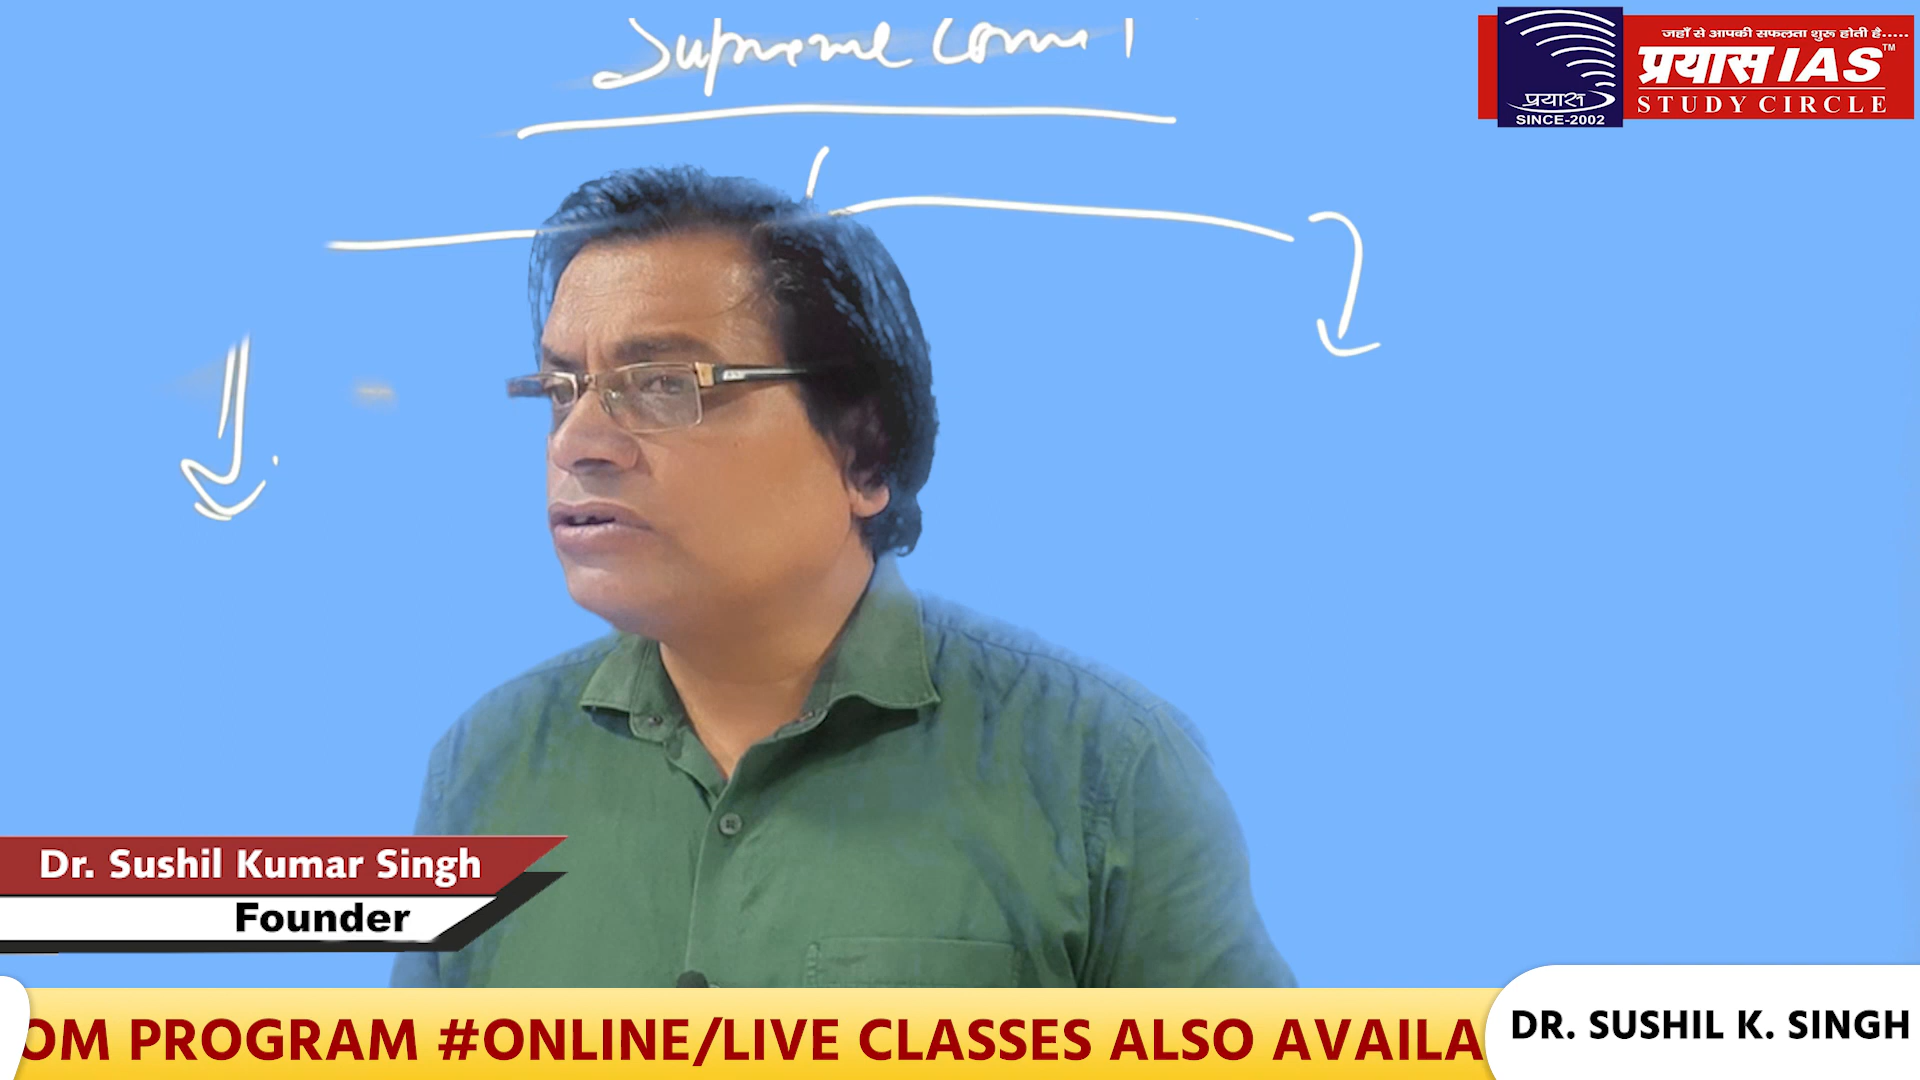 Supreme Court
जहाँ से आपकी सफलता शुरू होती है.....
प्रयास IAS™
STUDY CIRCLE
प्रयास
SINCE-2002
Dr. Sushil Kumar Singh
Founder
OM PROGRAM #ONLINE/LIVE CLASSES ALSO AVAILA
DR. SUSHIL K. SINGH